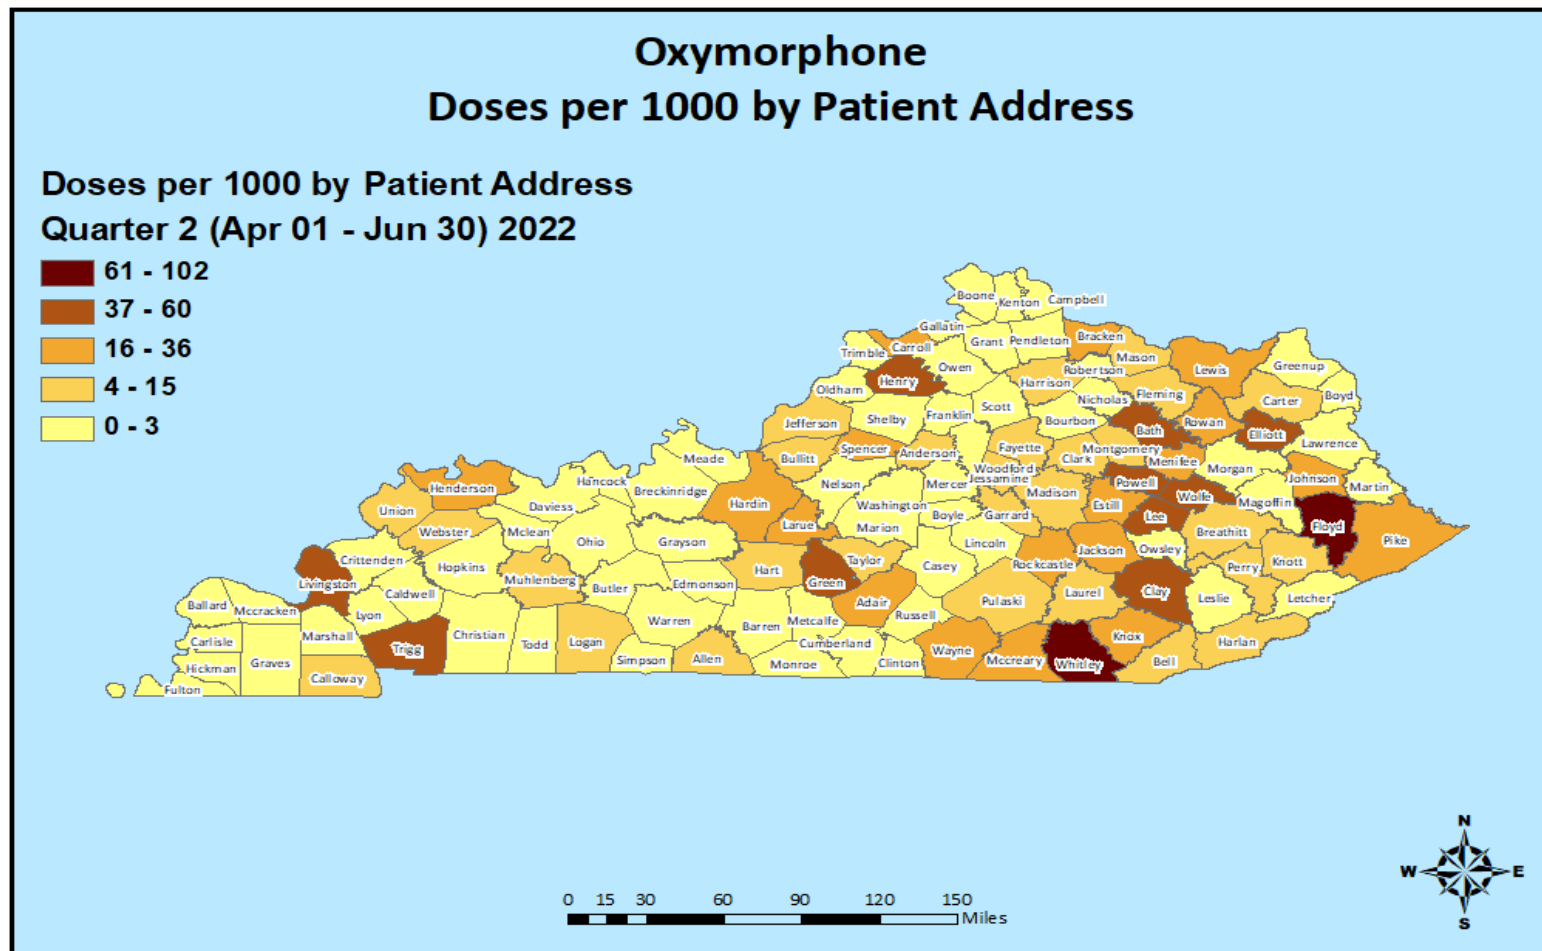 Oxymorphone
Doses per 1000 by Patient Address
Doses per 1000 by Patient Address
Quarter 2 (Apr 01 - Jun 30) 2022
61 - 102
37 - 60
16 - 36
4 - 15
0 - 3
Boone
Kenton
Campbell
Gallatin
Grant
Pendleton
Bracken
Trimble
Carroll
Mason
Owen
Robertson
Lewis
Greenup
Oldham
Henry
Harrison
Nicholas
Fleming
Carter
Boyd
Jefferson
Shelby
Franklin
Scott
Bourbon
Bath
Rowan
Elliott
Lawrence
Bullitt
Spencer
Anderson
Fayette
Clark
Montgomery
Menifee
Morgan
Meade
Woodford
Jessamine
Powell
Johnson
Martin
Hancock
Breckinridge
Nelson
Mercer
Madison
Wolfe
Magoffin
Henderson
Daviess
Hardin
Washington
Estill
Union
Larue
Marion
Boyle
Garrard
Lee
Floyd
Webster
Mclean
Ohio
Grayson
Lincoln
Jackson
Owsley
Breathitt
Pike
Crittenden
Hopkins
Hart
Taylor
Casey
Rockcastle
Perry
Knott
Livingston
Muhlenberg
Butler
Edmonson
Green
Caldwell
Adair
Pulaski
Laurel
Clay
Leslie
Letcher
Ballard
Mccracken
Lyon
Warren
Barren
Metcalfe
Russell
Carlisle
Marshall
Christian
Todd
Logan
Cumberland
Knox
Harlan
Hickman
Graves
Trigg
Simpson
Allen
Monroe
Clinton
Wayne
Mccreary
Whitley
Bell
Fulton
Calloway
N
W
E
S
0 15 30 60 90 120 150
Miles